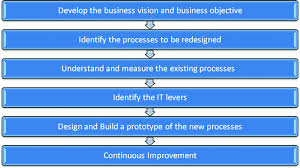 Develop the business vision and business objective
Identify the processes to be redesigned
Understand and measure the existing processes
Identify the IT levers
Design and Build a prototype of the new processes
Continuous Improvement